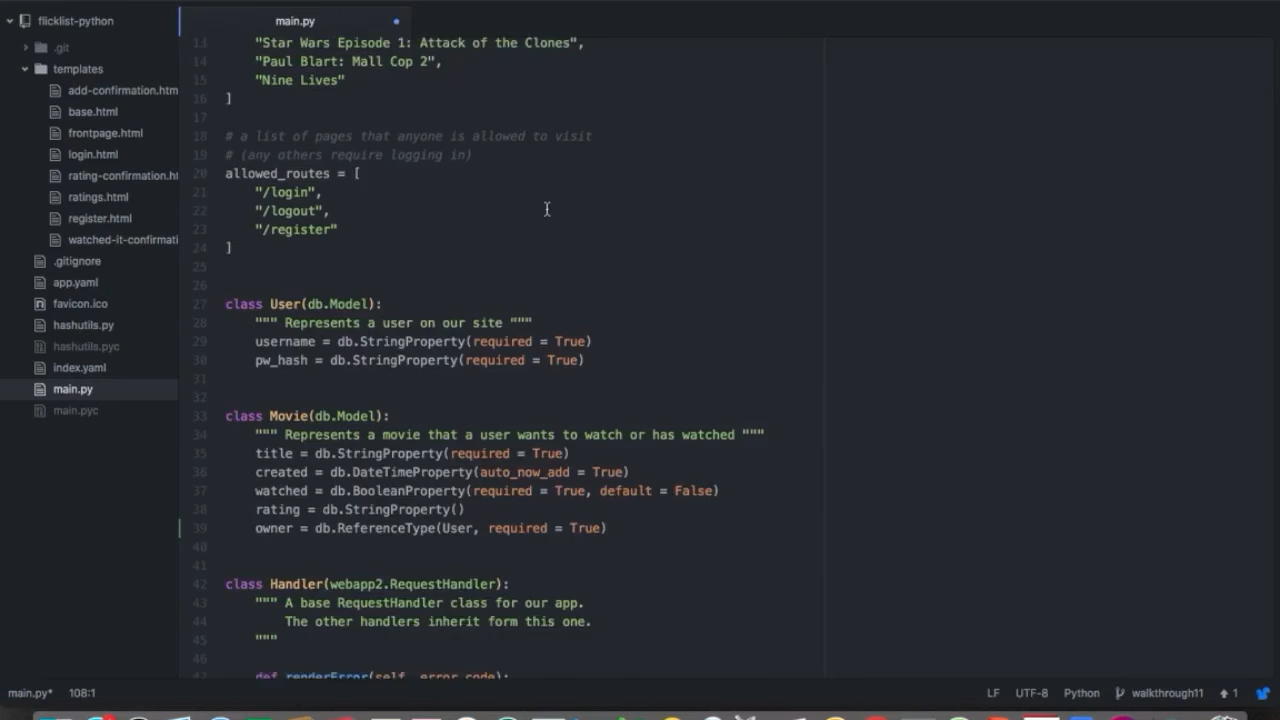 flicklist-python
.git
templates
add-confirmation.htm
base.html
frontpage.html
login.html
rating-confirmation.ht
ratings.html
register.html
watched-it-confirmati
.gitignore
app.yaml
favicon.ico
hashutils.py
hashutils.pyc
index.yaml
main.py
main.pyc
main.py
13 "Star Wars Episode 1: Attack of the Clones",
14 "Paul Blart: Mall Cop 2",
15 "Nine Lives"
16 ]
17
18 # a list of pages that anyone is allowed to visit
19 # (any others require logging in)
20 allowed_routes = [
21 "/login",
22 "/logout",
23 "/register"
24 ]
25
26
27 class User(db.Model):
28 """ Represents a user on our site """
29 username = db.StringProperty(required = True)
30 pw_hash = db.StringProperty(required = True)
31
32
33 class Movie(db.Model):
34 """ Represents a movie that a user wants to watch or has watched """
35 title = db.StringProperty(required = True)
36 created = db.DateTimeProperty(auto_now_add = True)
37 watched = db.BooleanProperty(required = True, default = False)
38 rating = db.StringProperty()
39 owner = db.ReferenceType(User, required = True)
40
41
42 class Handler(webapp2.RequestHandler):
43 """ A base RequestHandler class for our app.
44 The other handlers inherit form this one.
45 """
46
47 def renderError(self, error_code):
main.py* 108:1 LF UTF-8 Python walkthrough11 1